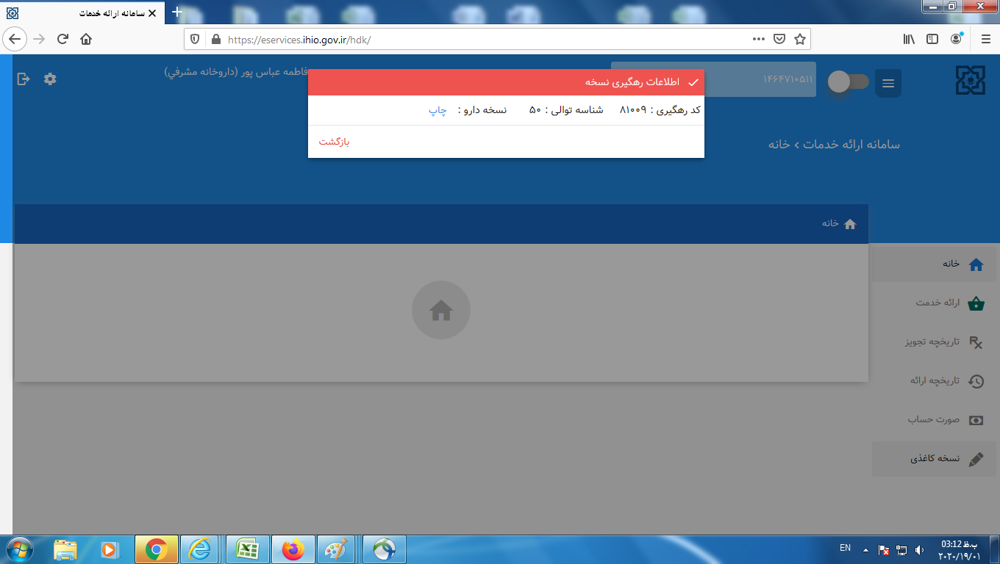 سامانه ارائه خدمات
https://eservices.ihio.gov.ir/hdk/
۱۴۶۴۷۱۰۵۱۱
فاطمه عباس پور (داروخانه مشرفي)
اطلاعات رهگیری نسخه
کد رهگیری : ۸۱۰۰۹ شناسه توالی : ۵۰ نسخه دارو : چاپ
بازگشت
سامانه ارائه خدمات > خانه
خانه
خانه
ارائه خدمت
تاریخچه تجویز
تاریخچه ارائه
صورت حساب
نسخه کاغذی
EN
03:12 ب.ظ
۲۰۲۰/۱۹/۰۱